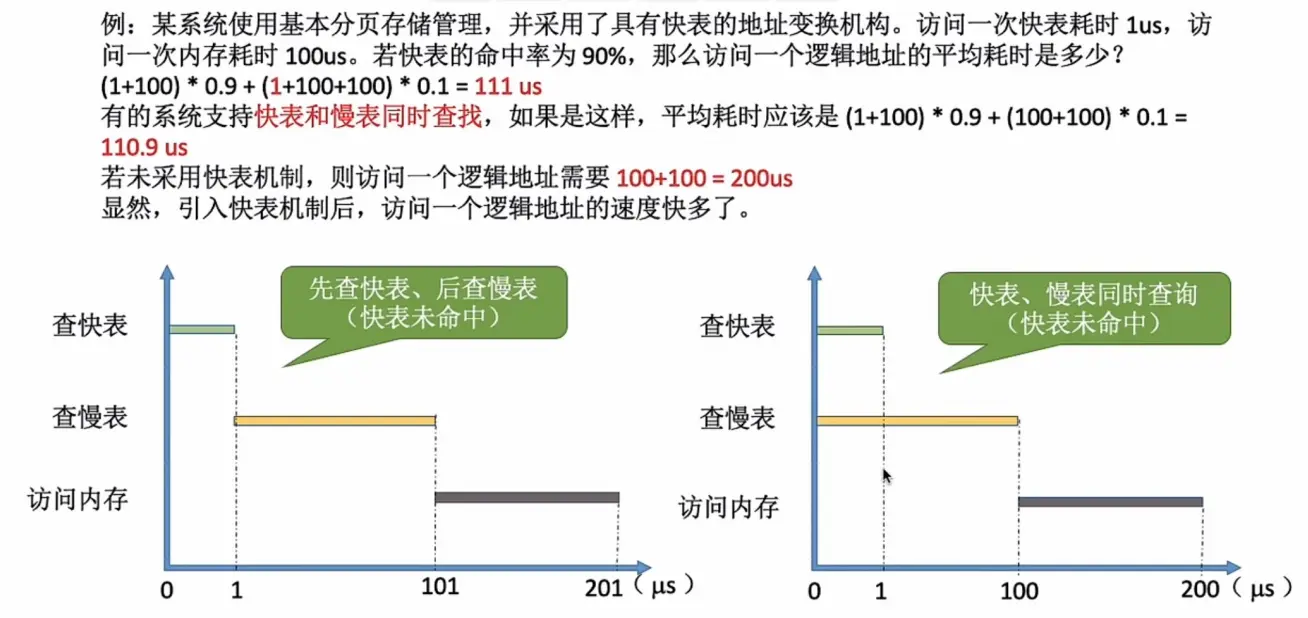 例：某系统使用基本分页存储管理，并采用了具有快表的地址变换机构。访问一次快表耗时 1us，访
问一次内存耗时 100us。若快表的命中率为 90%，那么访问一个逻辑地址的平均耗时是多少？
(1+100) * 0.9 + (1+100+100) * 0.1 = 111 us
有的系统支持快表和慢表同时查找，如果是这样，平均耗时应该是 (1+100) * 0.9 + (100+100) * 0.1 =
110.9 us
若未采用快表机制，则访问一个逻辑地址需要 100+100 = 200us
显然，引入快表机制后，访问一个逻辑地址的速度快多了。
先查快表、后查慢表
（快表未命中）
查快表
查慢表
访问内存
0 1 101 201（μs）
快表、慢表同时查询
（快表未命中）
查快表
查慢表
访问内存
0 1 100 200（μs）